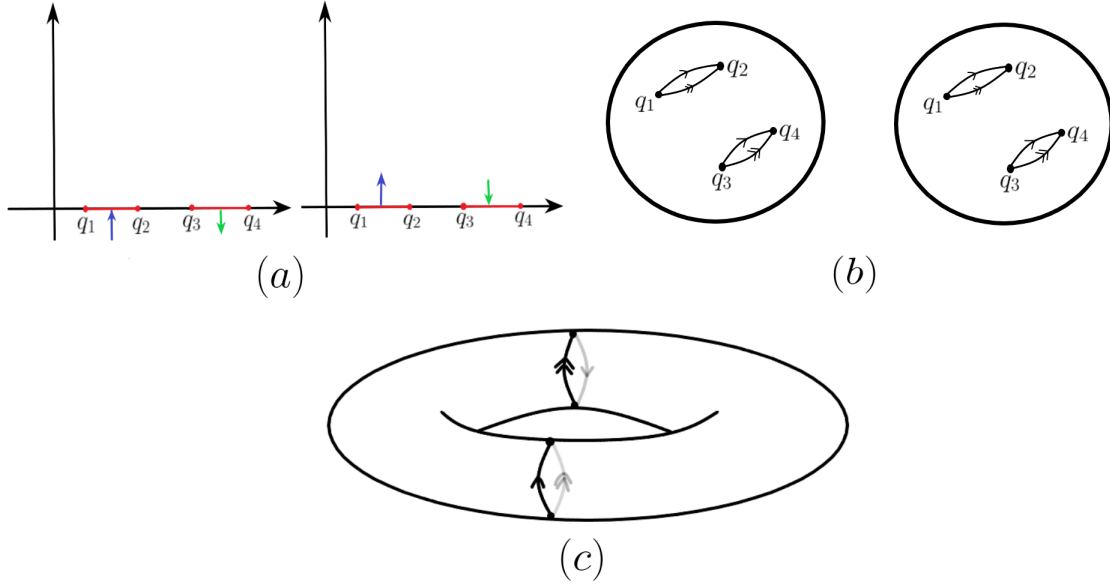 q₁ q₂ q₃ q₄ q₁ q₂ q₃ q₄
(a)
q₂ q₁ q₄ q₃ q₂ q₁ q₄ q₃
(b)
(c)